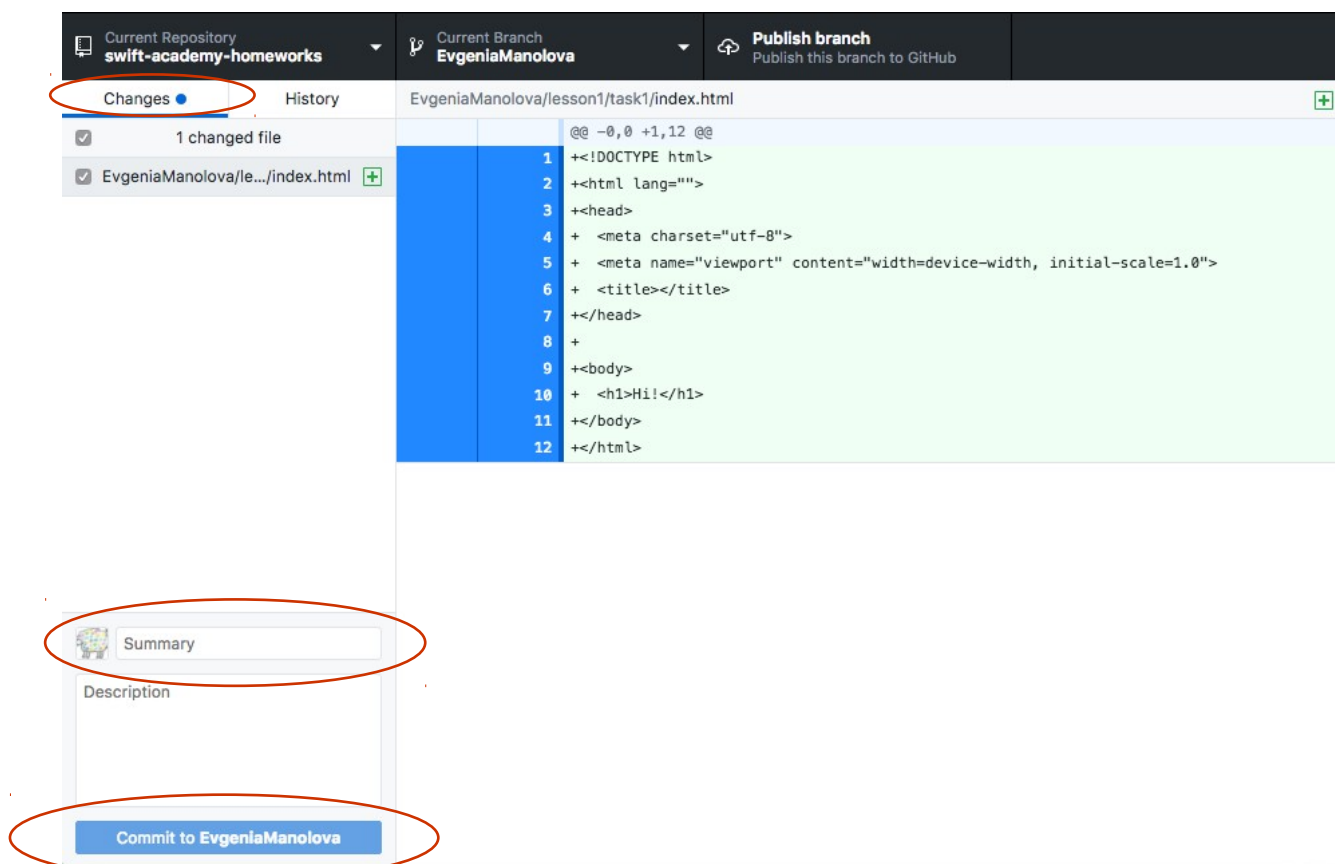 Current Repository
swift-academy-homeworks
Current Branch
EvgeniaManolova
Publish branch
Publish this branch to GitHub
Changes
History
EvgeniaManolova/lesson1/task1/index.html
1 changed file
EvgeniaManolova/le.../index.html
@@ -0,0 +1,12 @@
1 +<!DOCTYPE html>
2 +<html lang="">
3 +<head>
4 +  <meta charset="utf-8">
5 +  <meta name="viewport" content="width=device-width, initial-scale=1.0">
6 +  <title></title>
7 +</head>
8 +
9 +<body>
10 +  <h1>Hi!</h1>
11 +</body>
12 +</html>
Summary
Description
Commit to EvgeniaManolova